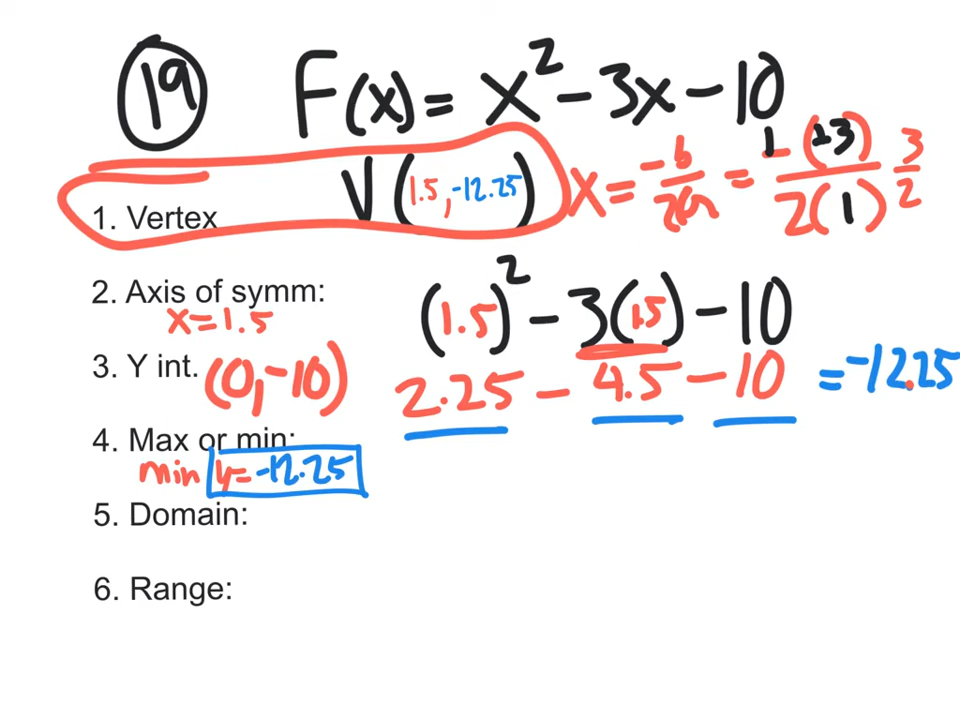 19 F(x) = x² - 3x - 10
1. Vertex V(1.5, -12.25) x = -b/2(a) = -(-3)/2(1) 3/2
2. Axis of symm: (1.5)² - 3(1.5) - 10
x = 1.5
3. Y int. (0, -10) 2.25 - 4.5 - 10 = -12.25
4. Max or min:
min y = -12.25
5. Domain:
6. Range: